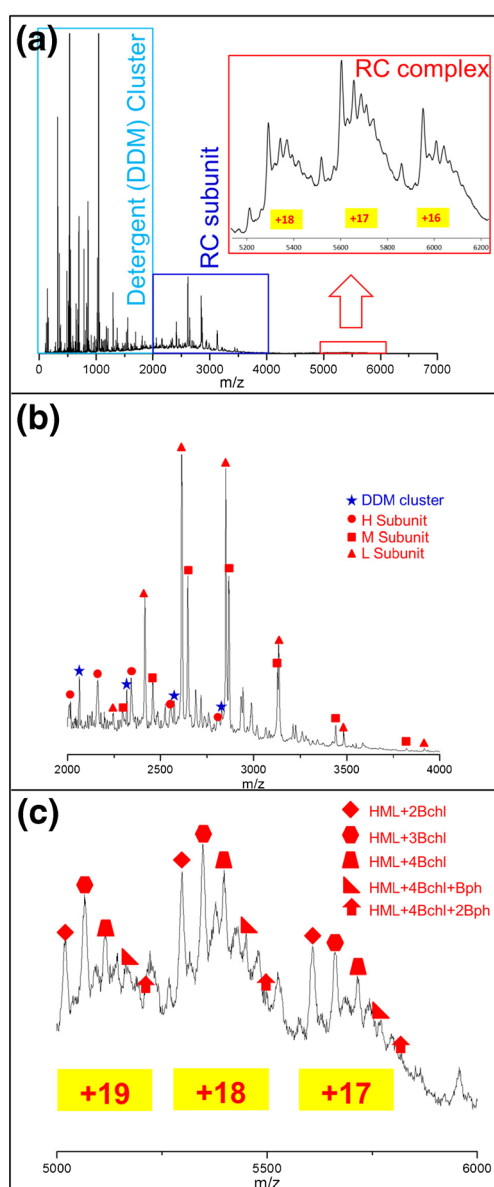 (a)
Detergent (DDM) Cluster
RC subunit
RC complex
+18
+17
+16
5200
5400
5600
5800
6000
6200
0
1000
2000
3000
4000
5000
6000
7000
m/z
(b)
DDM cluster
H Subunit
M Subunit
L Subunit
2000
2500
3000
3500
4000
m/z
(c)
HML+2Bchl
HML+3Bchl
HML+4Bchl
HML+4Bchl+Bph
HML+4Bchl+2Bph
+19
+18
+17
5000
5500
6000
m/z